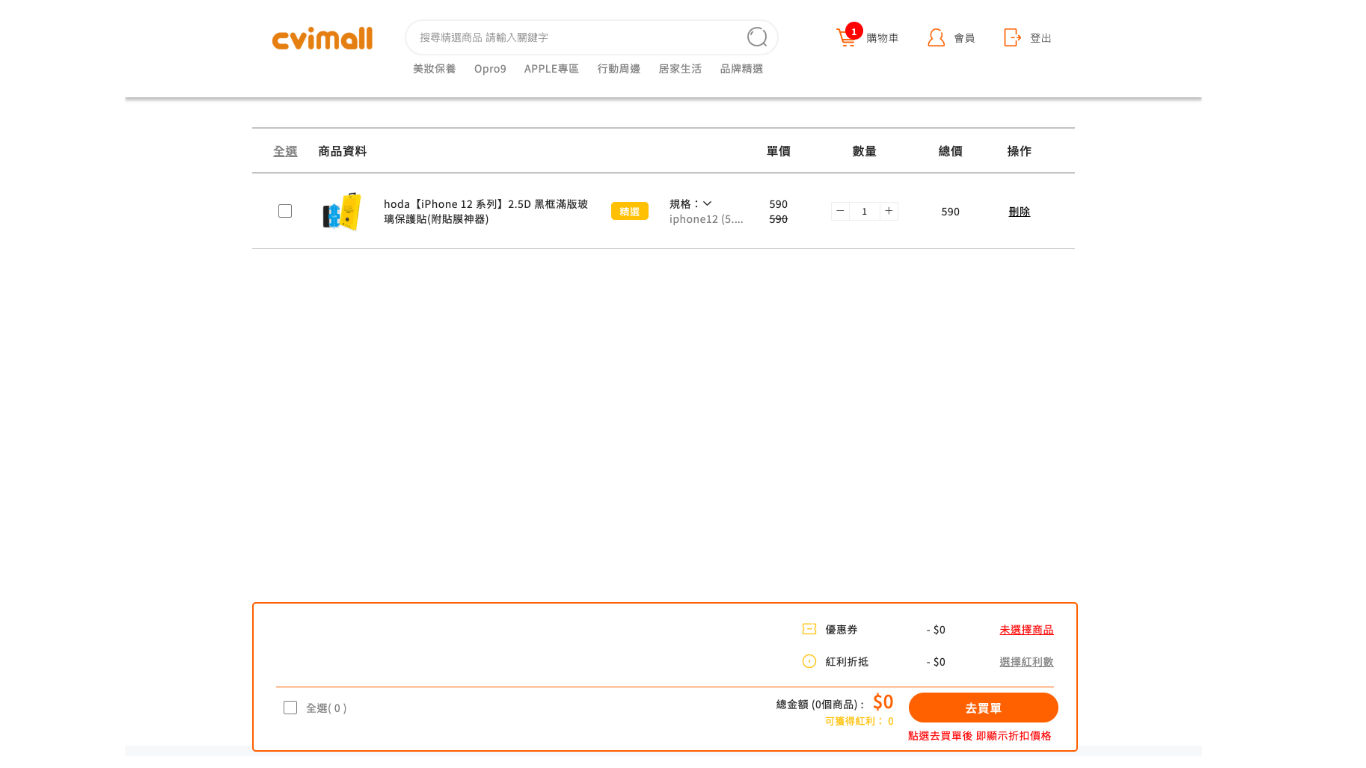 cvimall
搜尋精選商品 請輸入關鍵字
1
購物車
會員
登出
美妝保養 Opro9 APPLE專區 行動周邊 居家生活 品牌精選
全選 商品資料 單價 數量 總價 操作
hoda【iPhone 12 系列】2.5D 黑框滿版玻
璃保護貼(附貼膜神器)
精選
規格：
iphone12 (5....
590
590
− 1 +
590
刪除
優惠券 - $0 未選擇商品
紅利折抵 - $0 選擇紅利數
全選( 0 )
總金額 (0個商品) : $0
可獲得紅利： 0
去買單
點選去買單後 即顯示折扣價格